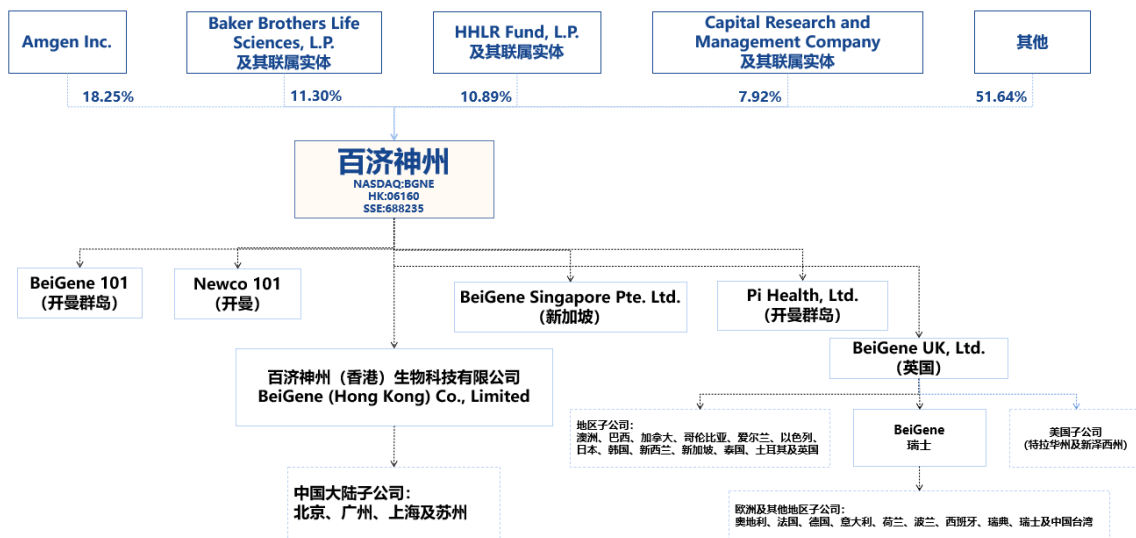 Amgen Inc.
Baker Brothers Life
Sciences, L.P.
及其联属实体
HHLR Fund, L.P.
及其联属实体
Capital Research and
Management Company
及其联属实体
其他
18.25%
11.30%
10.89%
7.92%
51.64%
百济神州
NASDAQ:BGNE
HK:06160
SSE:688235
BeiGene 101
（开曼群岛）
Newco 101
（开曼）
BeiGene Singapore Pte. Ltd.
（新加坡）
Pi Health, Ltd.
（开曼群岛）
BeiGene UK, Ltd.
（英国）
百济神州（香港）生物科技有限公司
BeiGene (Hong Kong) Co., Limited
地区子公司：
澳洲、巴西、加拿大、哥伦比亚、爱尔兰、以色列、
日本、韩国、新西兰、新加坡、泰国、土耳其及英国
BeiGene
瑞士
美国子公司
(特拉华州及新泽西州)
中国大陆子公司：
北京、广州、上海及苏州
欧洲及其他地区子公司：
奥地利、法国、德国、意大利、荷兰、波兰、西班牙、瑞典、瑞士及中国台湾